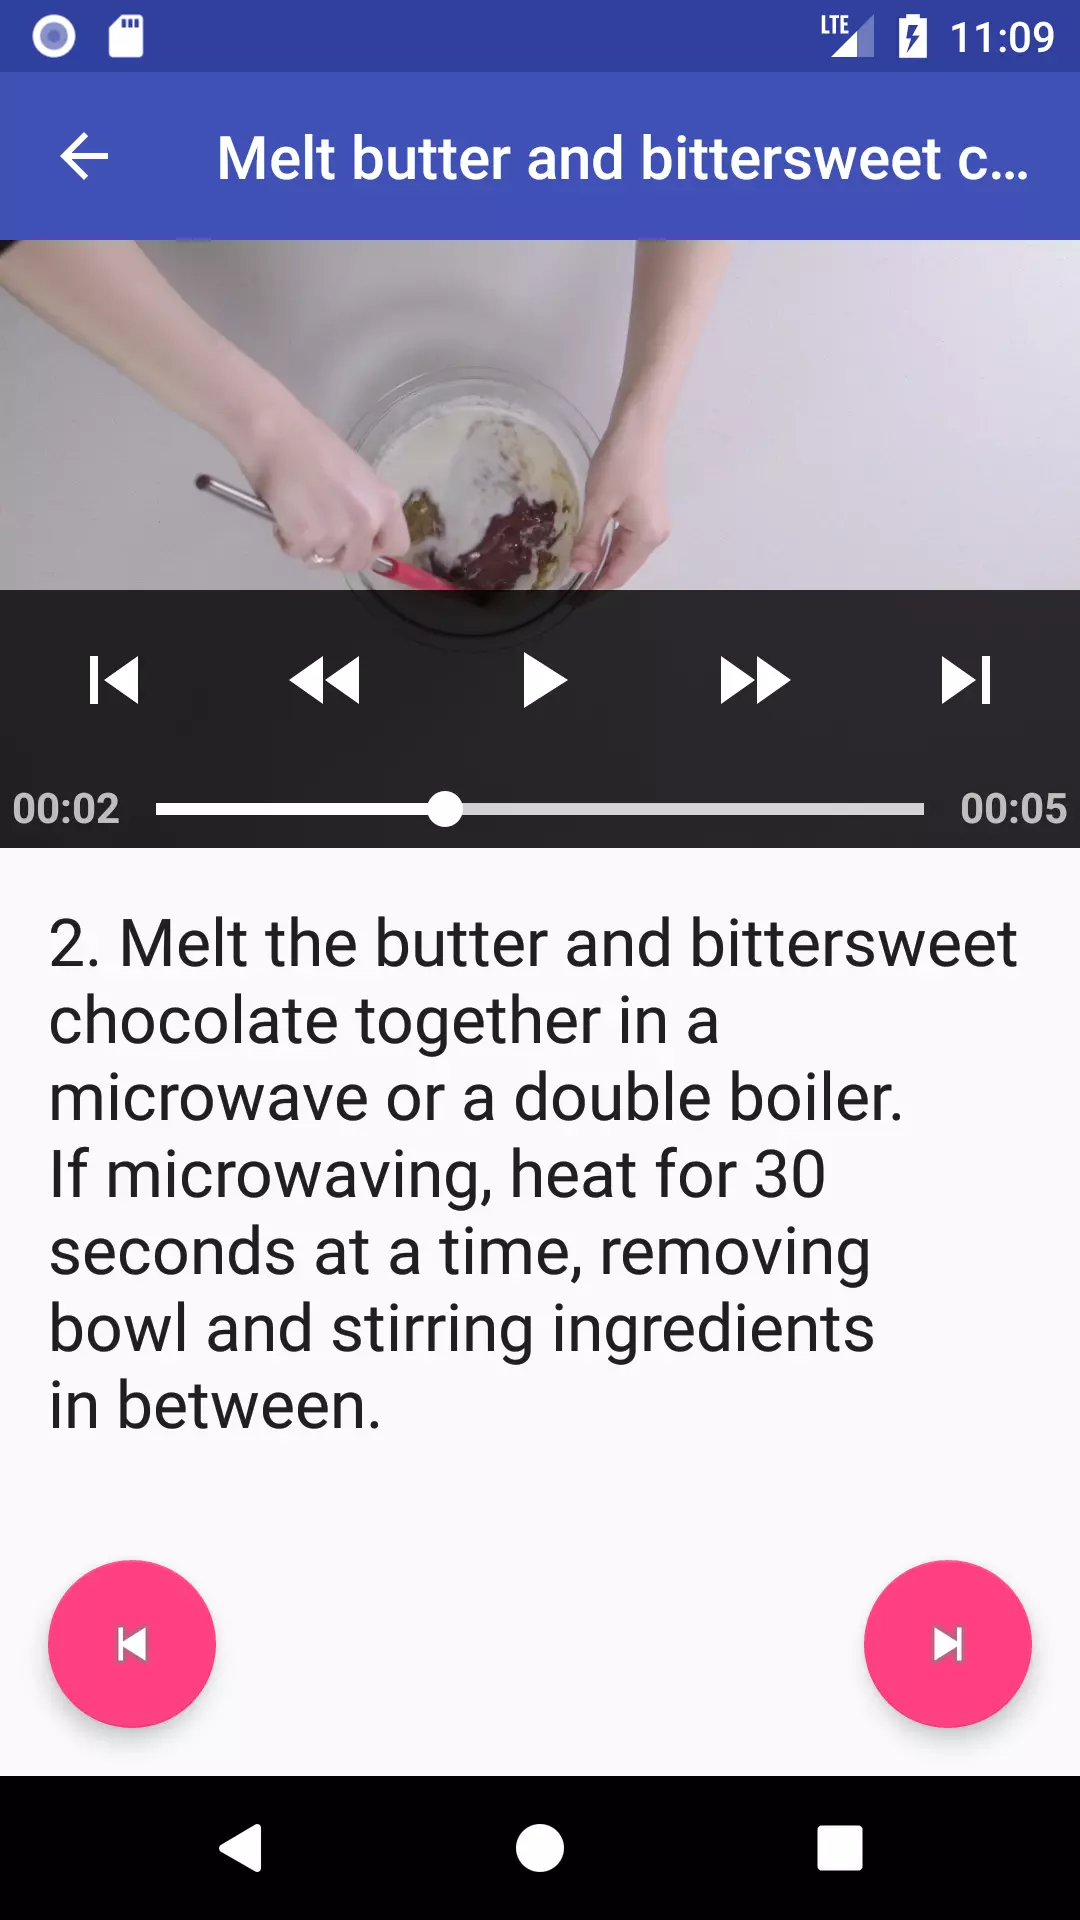 LTE 11:09
Melt butter and bittersweet c...
00:02 00:05
2. Melt the butter and bittersweet
chocolate together in a
microwave or a double boiler.
If microwaving, heat for 30
seconds at a time, removing
bowl and stirring ingredients
in between.